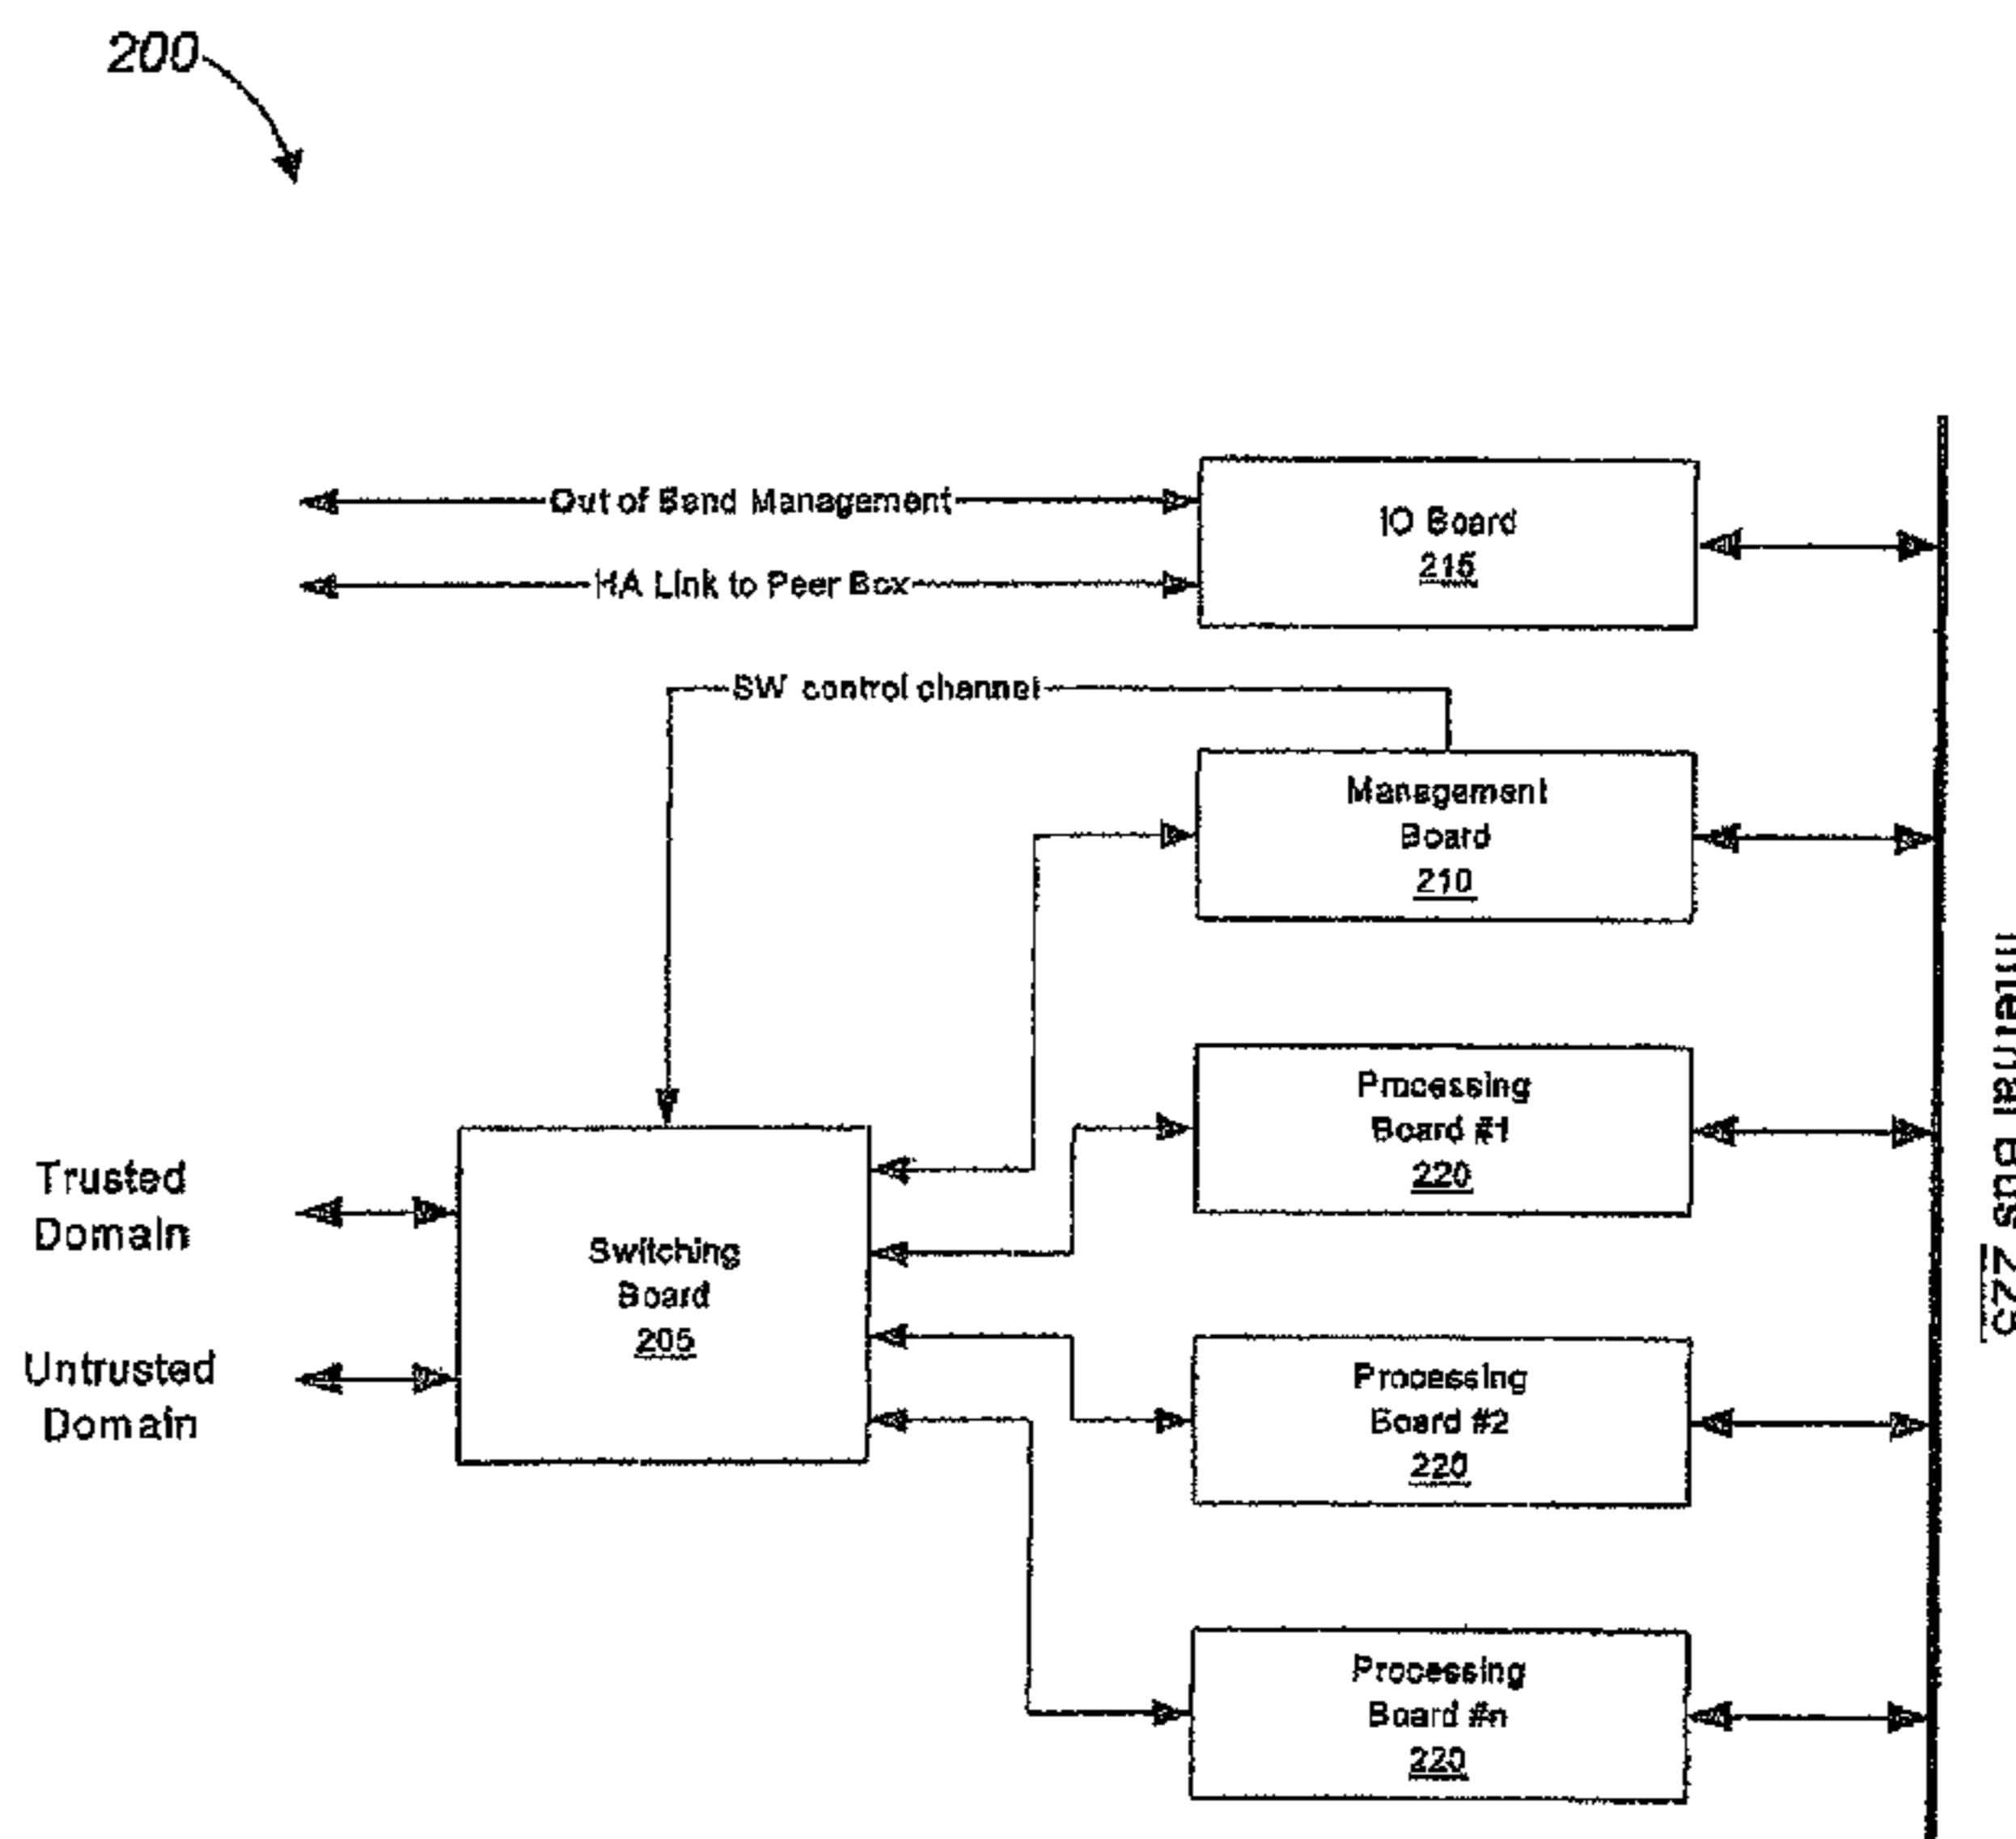 200
Out of Band Management
IO Board
215
HA Link to Peer Box
SW control channel
Management
Board
210
Internal Bus 225
Processing
Board #1
220
Trusted
Domain
Switching
Board
205
Untrusted
Domain
Processing
Board #2
220
Processing
Board #n
220